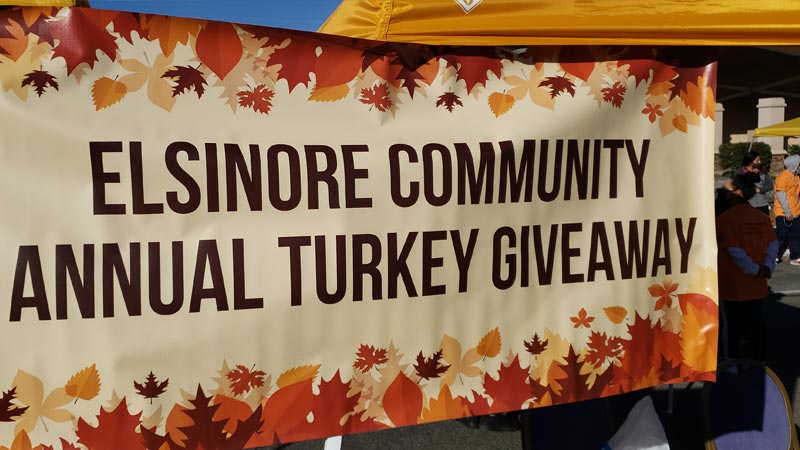 ELSINORE COMMUNITY
ANNUAL TURKEY GIVEAWAY